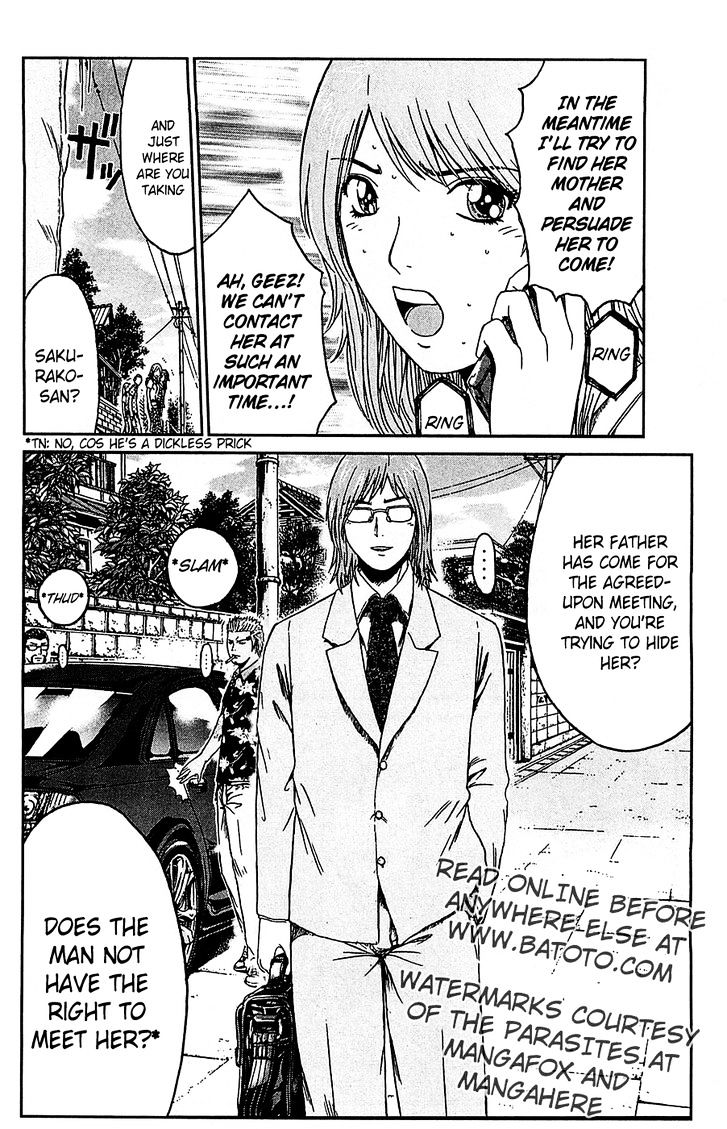 IN THE
MEANTIME
I'LL TRY TO
FIND HER
MOTHER
AND
PERSUADE
HER TO
COME!
RING
RING
AH, GEEZ!
WE CAN'T
CONTACT
HER AT
SUCH AN
IMPORTANT
TIME...!
AND
JUST
WHERE
ARE YOU
TAKING
ガガッ
SAKU-
RAKO-
SAN?
*TN: NO, COS HE'S A DICKLESS PRICK
HER FATHER
HAS COME FOR
THE AGREED-
UPON MEETING,
AND YOU'RE
TRYING TO HIDE
HER?
....
*SLAM*
*THUD*
...
....
DOES THE
MAN NOT
HAVE THE
RIGHT TO
MEET HER?*
READ ONLINE BEFORE
ANYWHERE ELSE AT
WWW.BATOTO.COM
WATERMARKS COURTESY
OF THE PARASITES AT
MANGAFOX AND
MANGAHERE